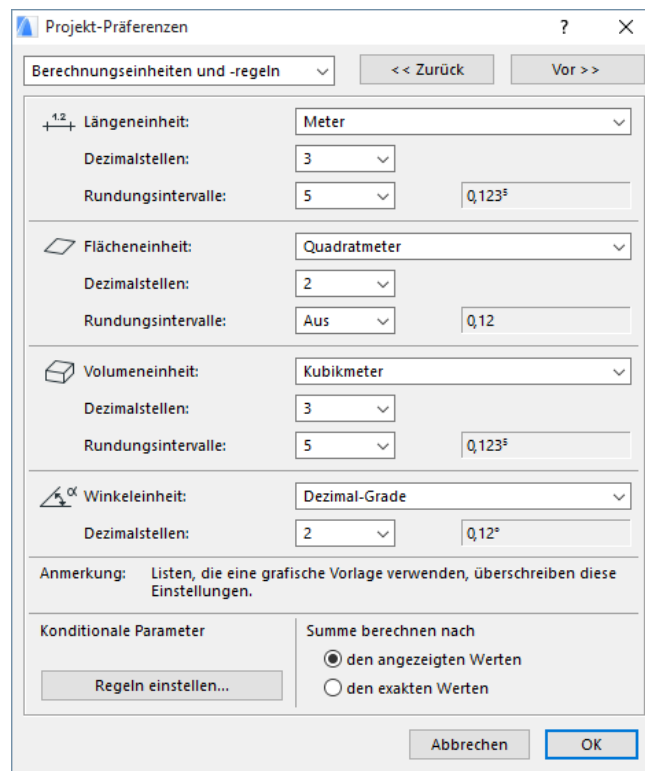 Projekt-Präferenzen
?
Berechnungseinheiten und -regeln
<< Zurück
Vor >>
1.2 Längeneinheit: Meter
Dezimalstellen: 3
Rundungsintervalle: 5 0,123⁵
Flächeneinheit: Quadratmeter
Dezimalstellen: 2
Rundungsintervalle: Aus 0,12
Volumeneinheit: Kubikmeter
Dezimalstellen: 3
Rundungsintervalle: 5 0,123⁵
α Winkeleinheit: Dezimal-Grade
Dezimalstellen: 2 0,12°
Anmerkung: Listen, die eine grafische Vorlage verwenden, überschreiben diese
Einstellungen.
Konditionale Parameter
Regeln einstellen...
Summe berechnen nach
den angezeigten Werten
den exakten Werten
Abbrechen
OK